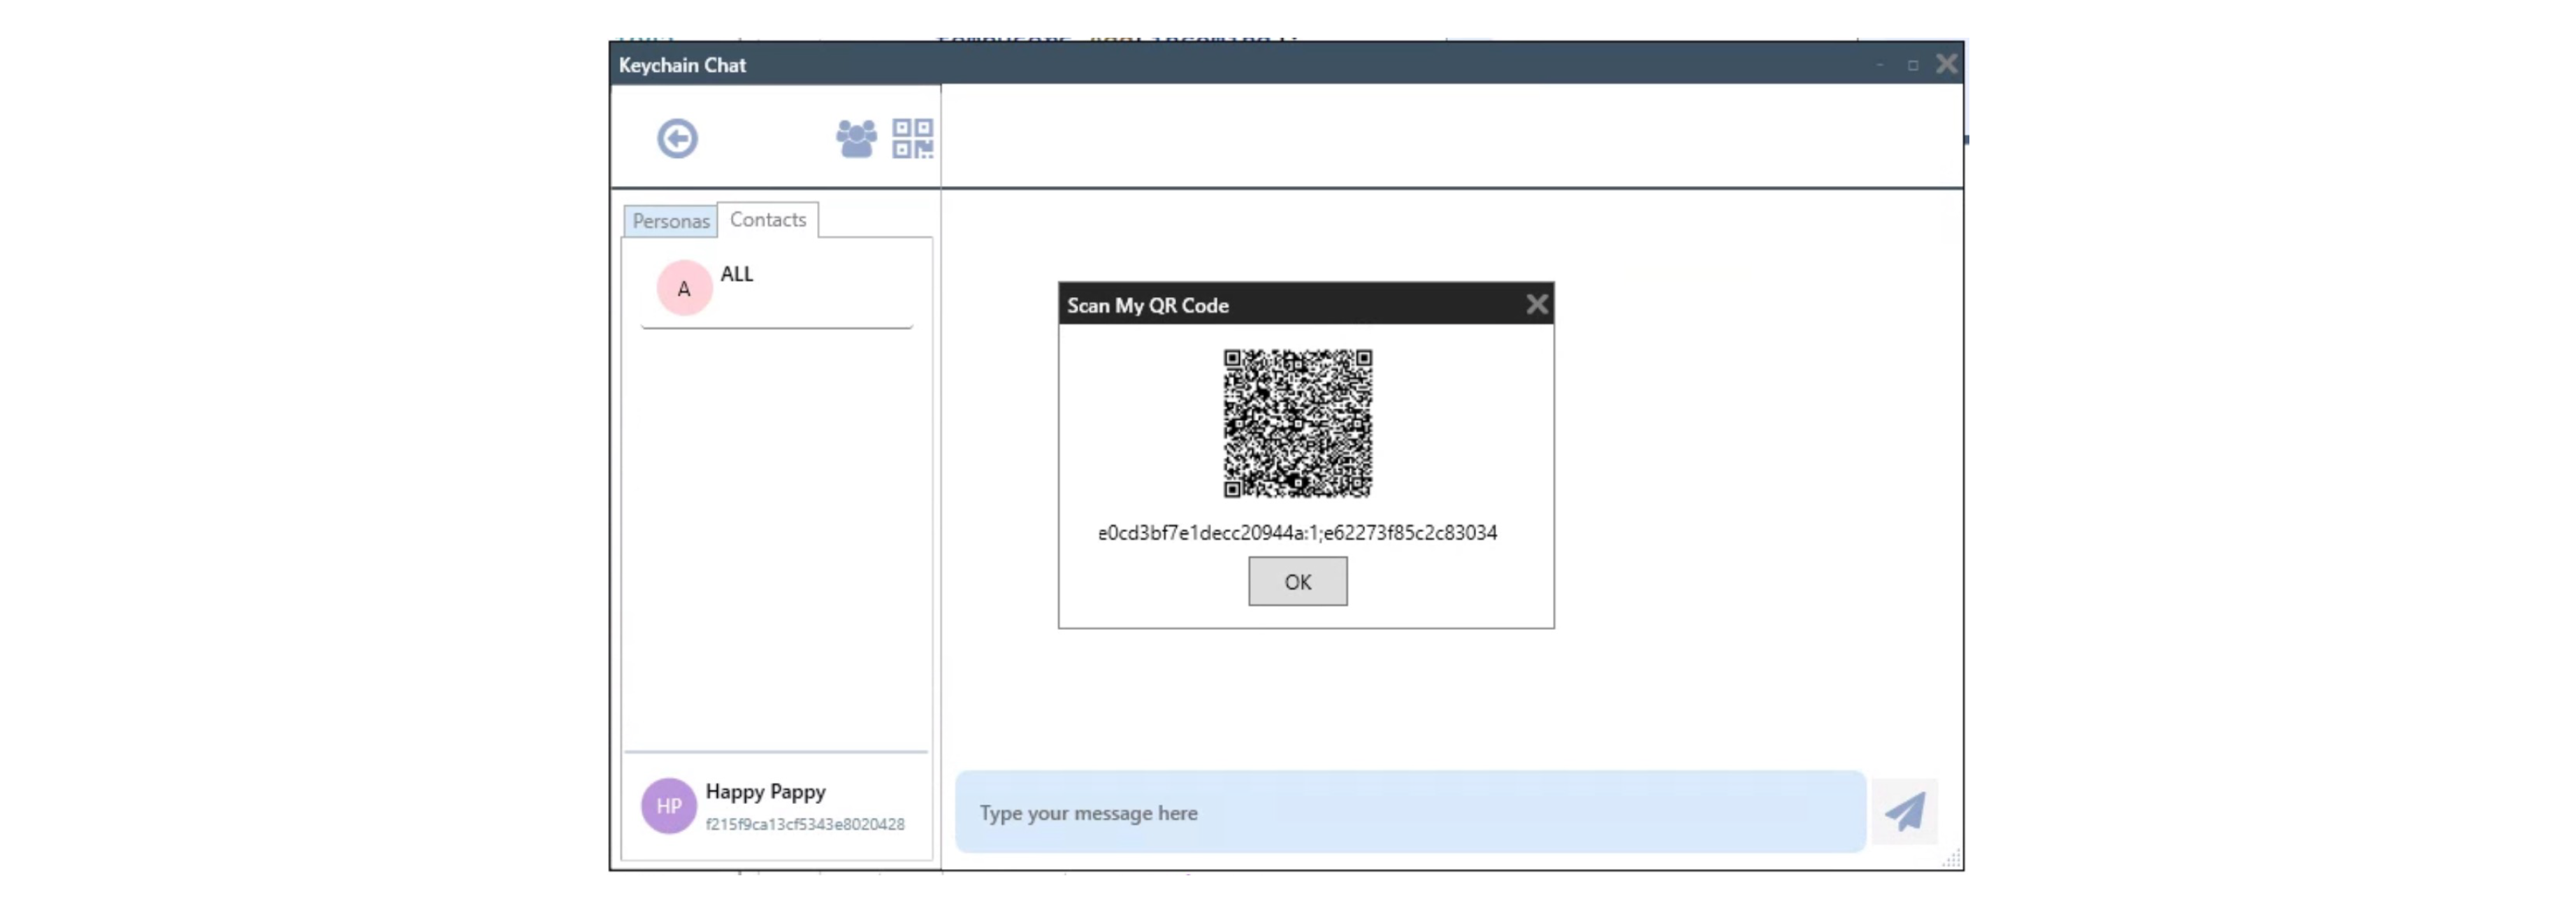 Keychain Chat
Personas
Contacts
A
ALL
Scan My QR Code
e0cd3bf7e1decc20944a:1;e62273f85c2c83034
OK
HP
Happy Pappy
f215f9ca13cf5343e8020428
Type your message here